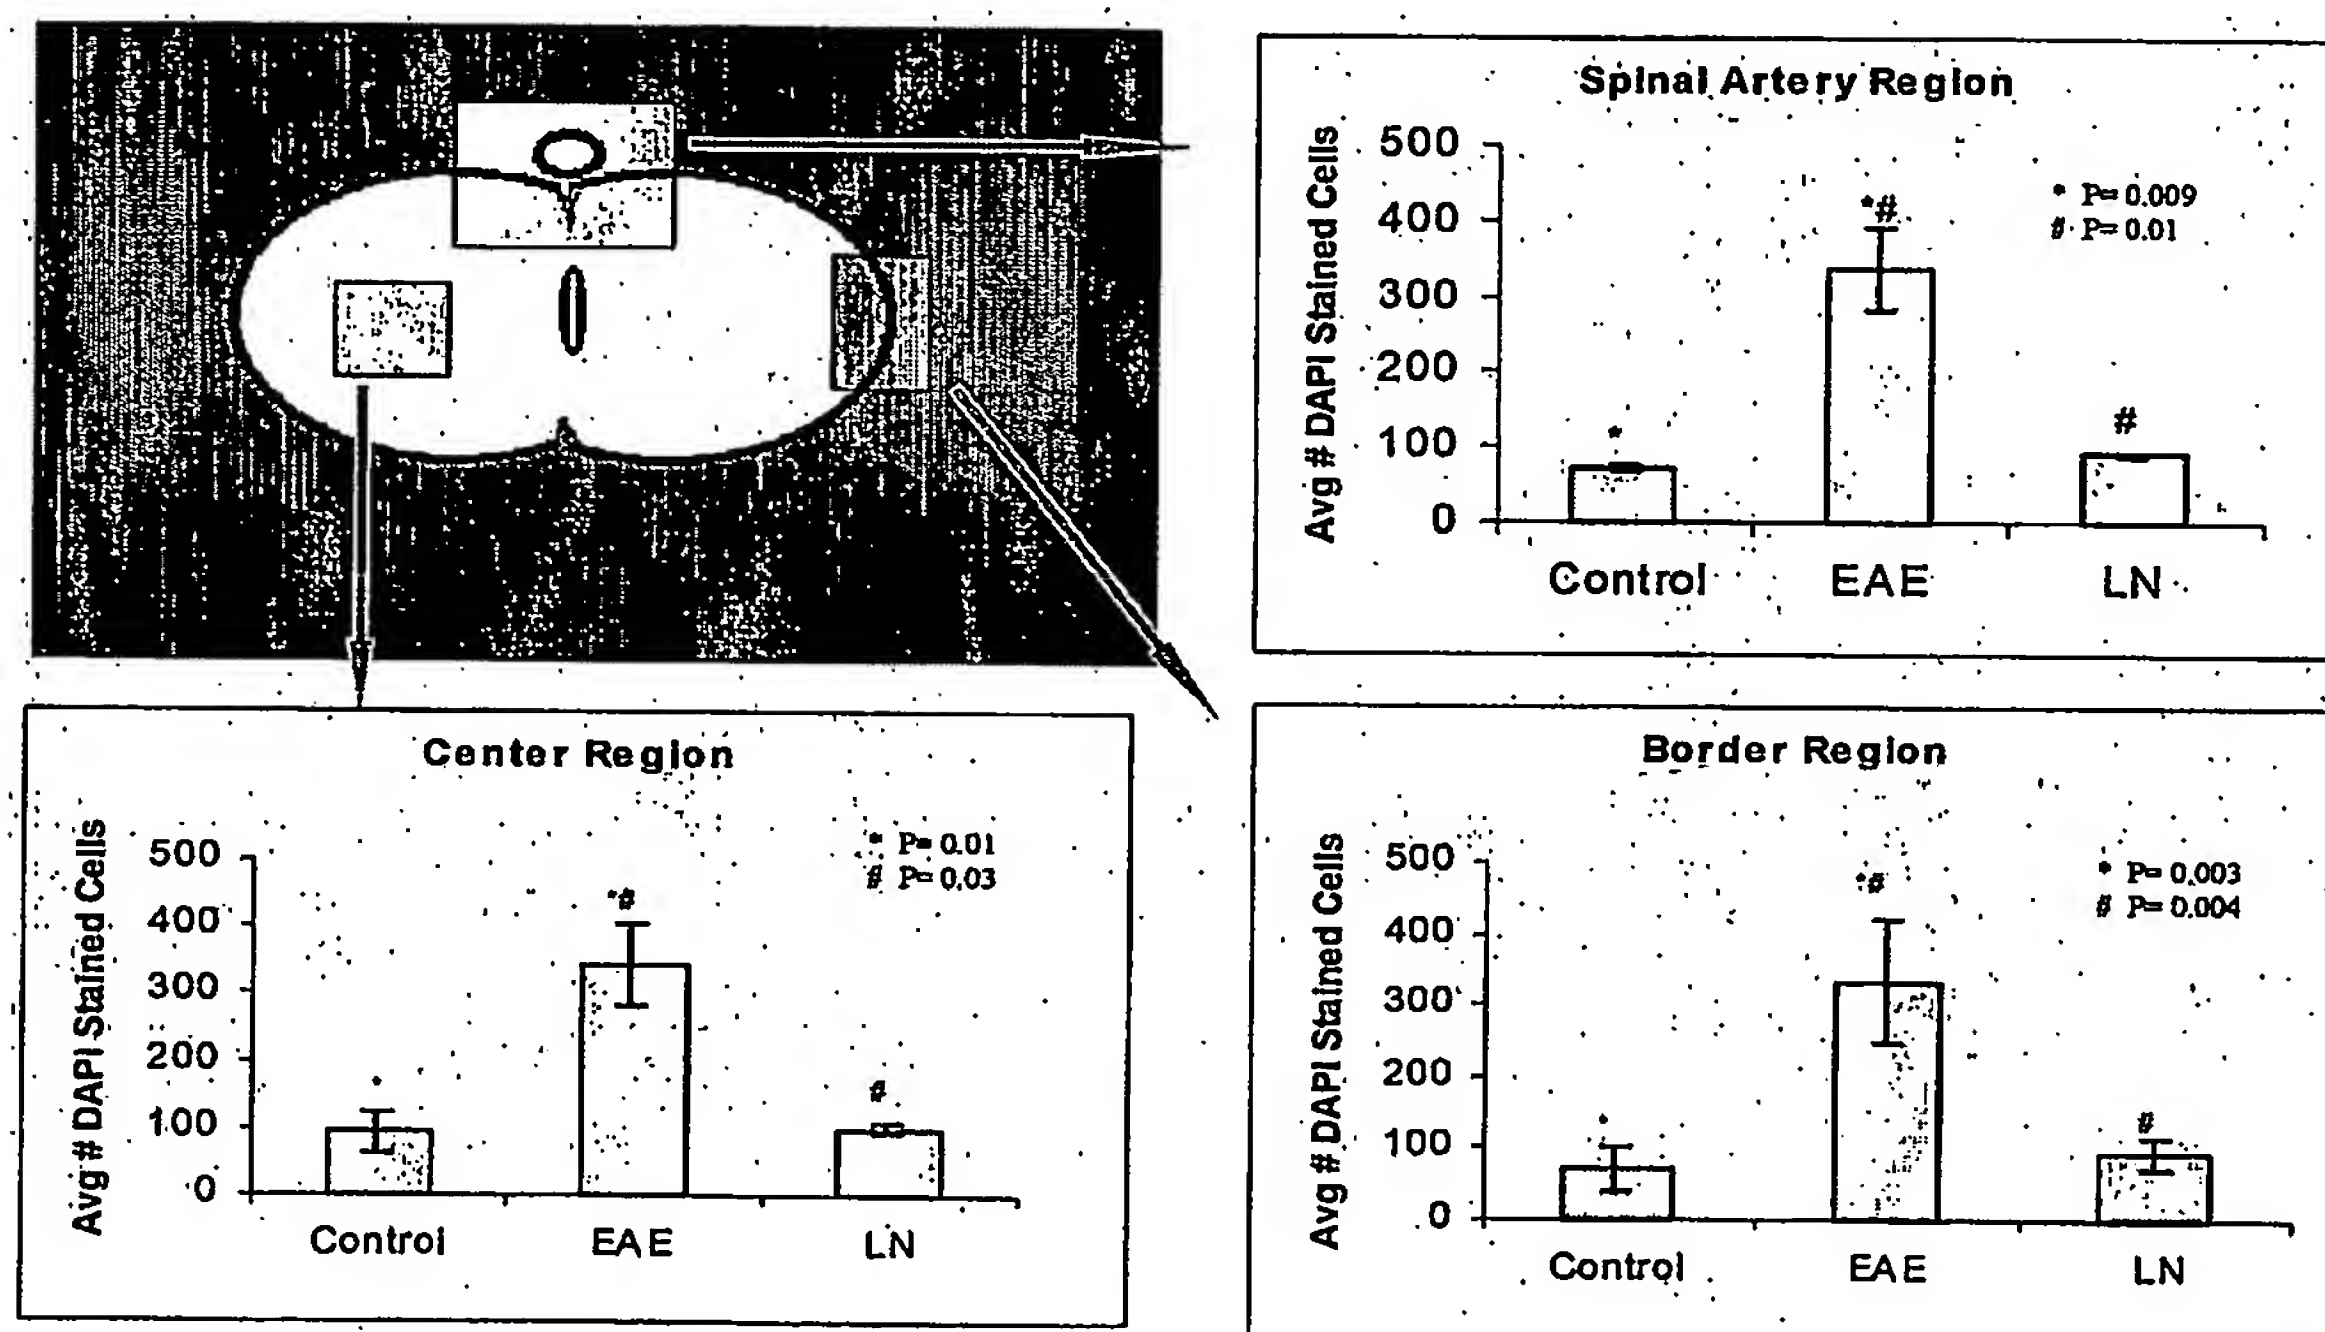 Spinal Artery Region
Avg # DAPI Stained Cells
500
400
300
200
100
0
* P= 0.009
# P= 0.01
*
*#
#
Control
EAE
LN
Center Region
Avg # DAPI Stained Cells
500
400
300
200
100
0
* P= 0.01
# P= 0.03
*
*#
#
Control
EAE
LN
Border Region
Avg # DAPI Stained Cells
500
400
300
200
100
0
* P= 0.003
# P= 0.004
*
*#
#
Control
EAE
LN